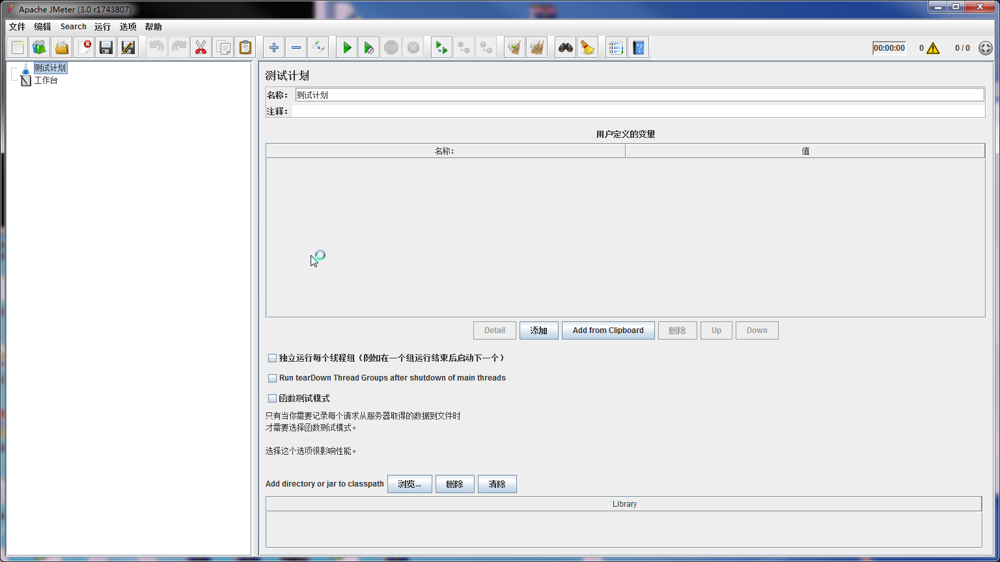 Apache JMeter (3.0 r1743807)
文件 编辑 Search 运行 选项 帮助
STOP
00:00:00 0 0 / 0
测试计划
工作台
测试计划
名称： 测试计划
注释：
用户定义的变量
名称： 值
Detail 添加 Add from Clipboard 删除 Up Down
独立运行每个线程组（例如在一个组运行结束后启动下一个）
Run tearDown Thread Groups after shutdown of main threads
函数测试模式
只有当你需要记录每个请求从服务器取得的数据到文件时
才需要选择函数测试模式。
选择这个选项很影响性能。
Add directory or jar to classpath 浏览... 删除 清除
Library